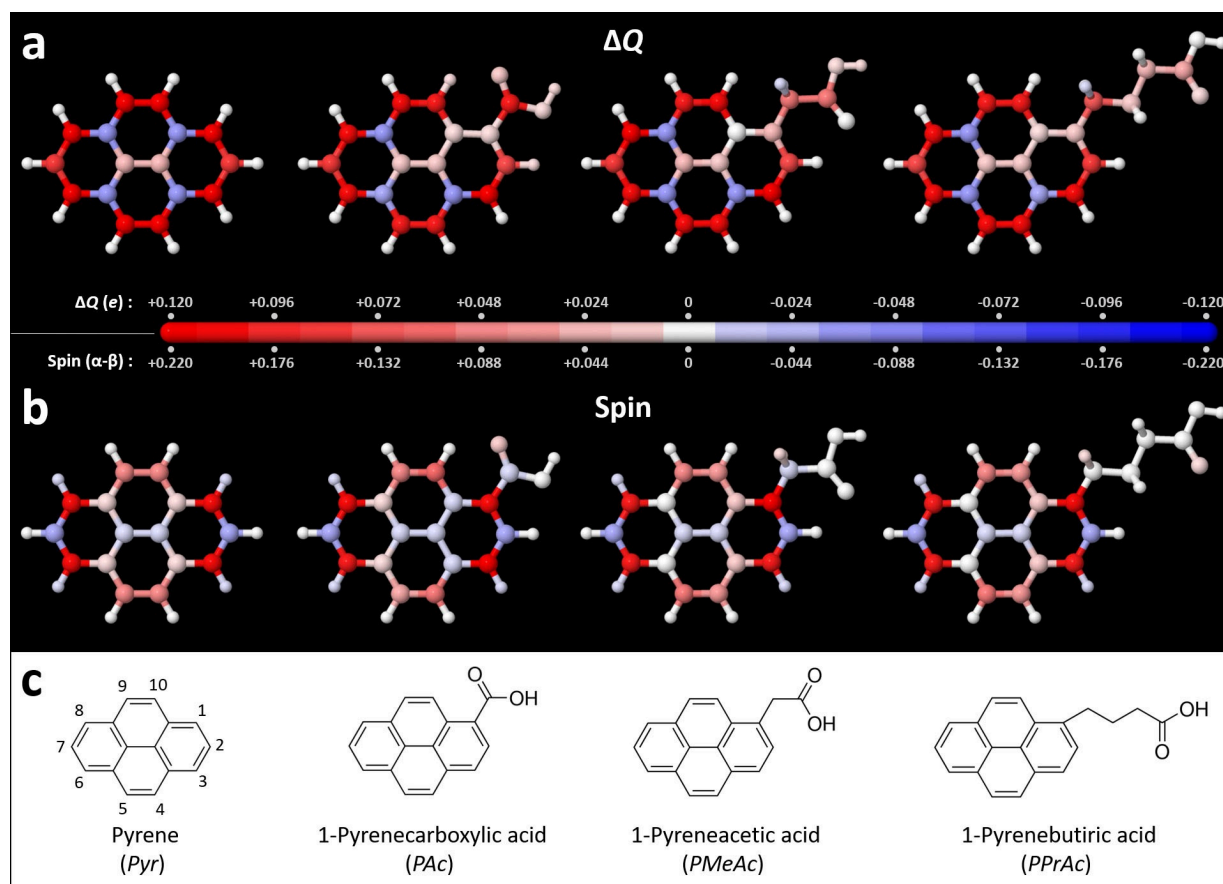 a
ΔQ
ΔQ (e) : +0.120 +0.096 +0.072 +0.048 +0.024 0 -0.024 -0.048 -0.072 -0.096 -0.120
Spin (α-β) : +0.220 +0.176 +0.132 +0.088 +0.044 0 -0.044 -0.088 -0.132 -0.176 -0.220
b
Spin
c
9 10
8 1
7 2
6 3
5 4
O
OH
O
OH
OH
O
Pyrene
(Pyr)
1-Pyrenecarboxylic acid
(PAc)
1-Pyreneacetic acid
(PMeAc)
1-Pyrenebutiric acid
(PPrAc)